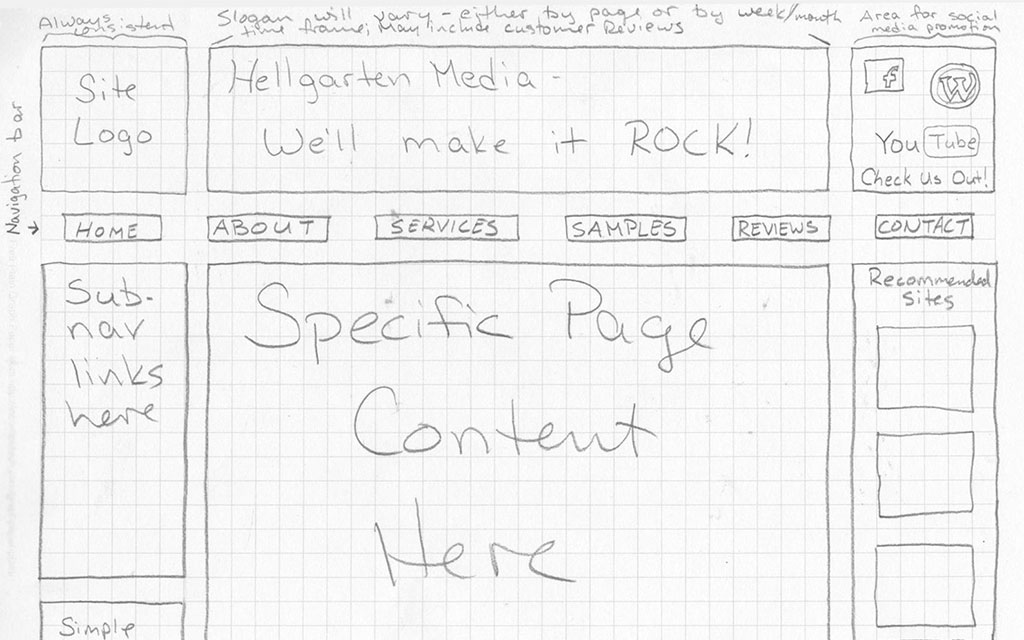 Always
consistent
Slogan will vary - either by page or by week/month
time frame; May include customer Reviews
Area for social
media promotion
Site
Logo
Hellgarten Media -
We'll make it ROCK!
f
W
YouTube
Check Us Out!
Navigation bar
HOME
ABOUT
SERVICES
SAMPLES
REVIEWS
CONTACT
Sub-
nav
links
here
Specific Page
Content
Here
Recommended
Sites
Simple